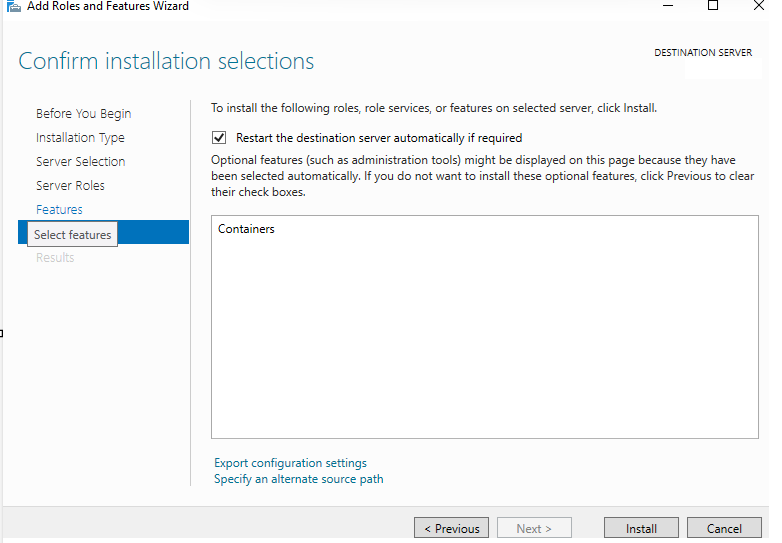 Add Roles and Features Wizard
Confirm installation selections
DESTINATION SERVER
Before You Begin
Installation Type
Server Selection
Server Roles
Features
Select features
Results
To install the following roles, role services, or features on selected server, click Install.
Restart the destination server automatically if required
Optional features (such as administration tools) might be displayed on this page because they have
been selected automatically. If you do not want to install these optional features, click Previous to clear
their check boxes.
Containers
Export configuration settings
Specify an alternate source path
< Previous
Next >
Install
Cancel